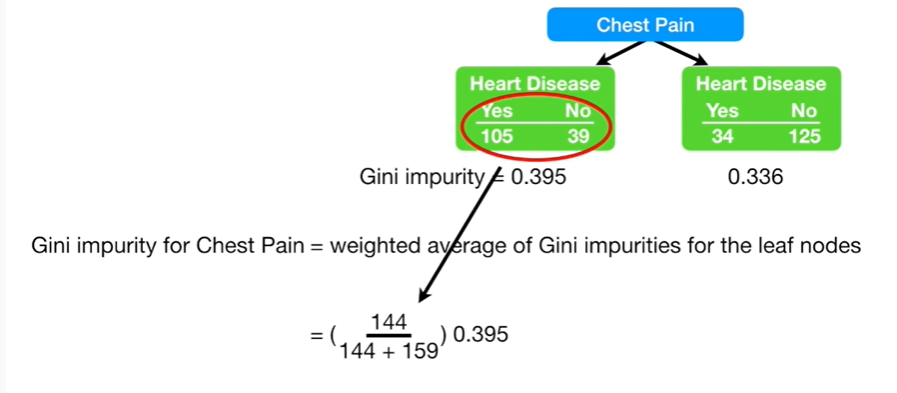 Chest Pain
Heart Disease
Yes No
105 39
Heart Disease
Yes No
34 125
Gini impurity = 0.395
0.336
Gini impurity for Chest Pain = weighted average of Gini impurities for the leaf nodes
144
= ( ) 0.395
144 + 159